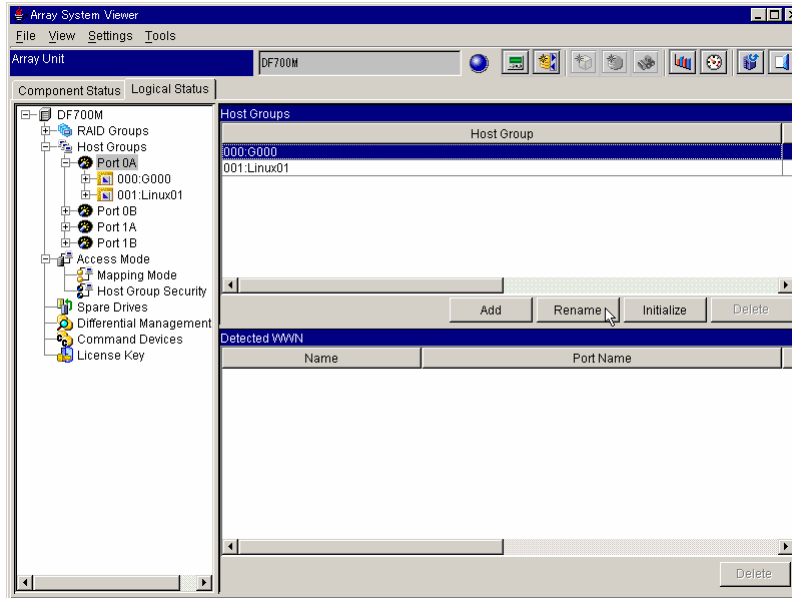 Array System Viewer
File View Settings Tools
Array Unit
DF700M
Component Status Logical Status
DF700M
RAID Groups
Host Groups
Port 0A
000:G000
001:Linux01
Port 0B
Port 1A
Port 1B
Access Mode
Mapping Mode
Host Group Security
Spare Drives
Differential Management
Command Devices
License Key
Host Groups
Host Group
000:G000
001:Linux01
Add Rename Initialize Delete
Detected WWN
Name Port Name
Delete